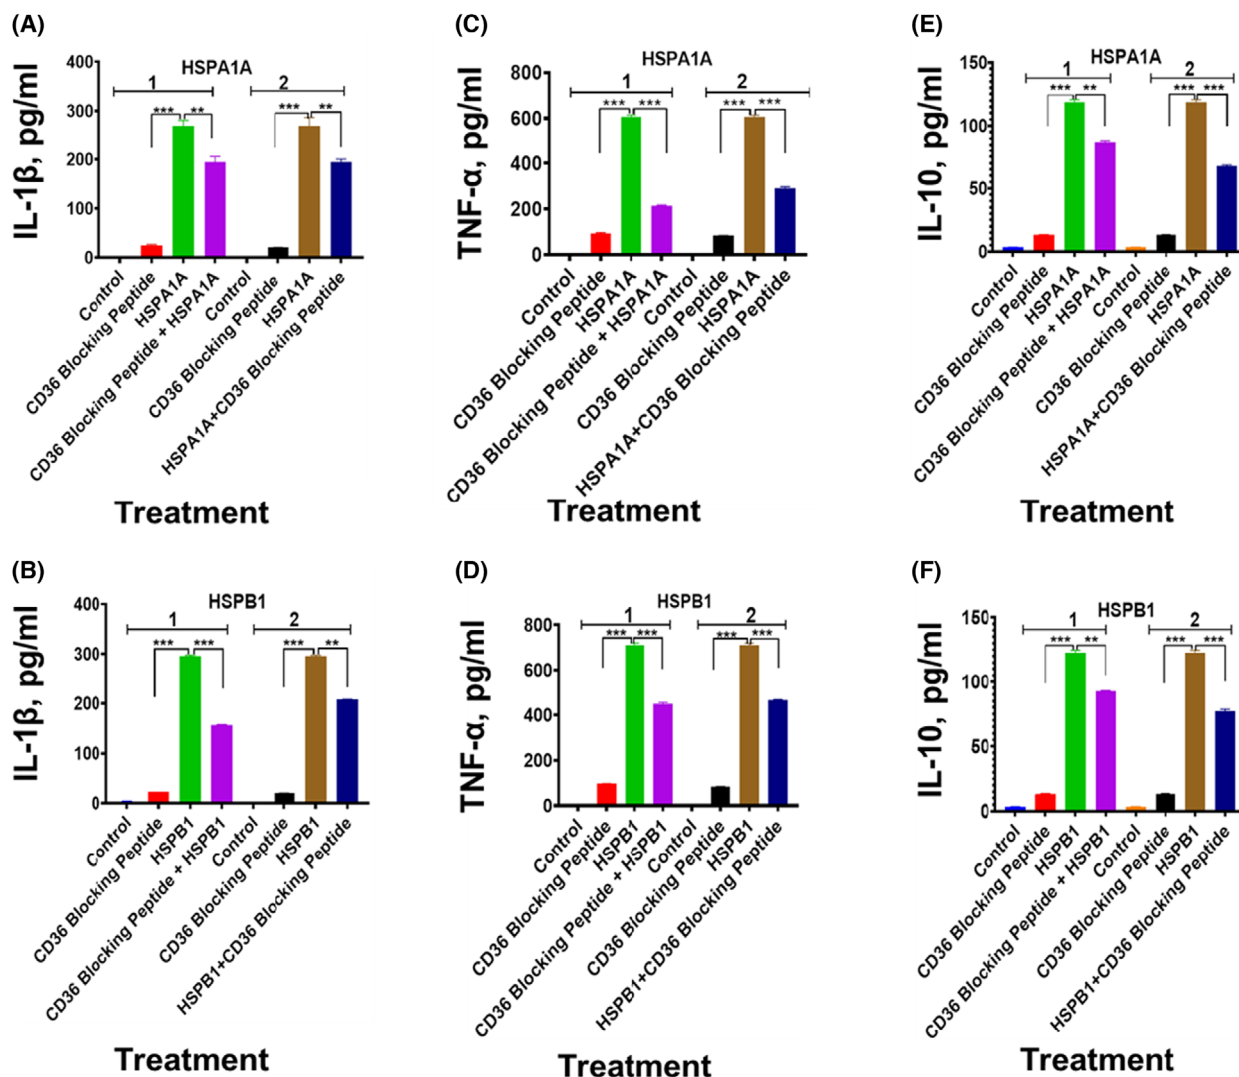 (A)
HSPA1A
1
2
400
300
200
100
0
IL-1β, pg/ml
***
**
***
**
Control
CD36 Blocking Peptide
HSPA1A
CD36 Blocking Peptide + HSPA1A
Control
CD36 Blocking Peptide
HSPA1A
HSPA1A+CD36 Blocking Peptide
Treatment
(C)
HSPA1A
1
2
800
600
400
200
0
TNF-α, pg/ml
***
***
***
***
Control
CD36 Blocking Peptide
HSPA1A
CD36 Blocking Peptide + HSPA1A
Control
CD36 Blocking Peptide
HSPA1A
HSPA1A+CD36 Blocking Peptide
Treatment
(E)
HSPA1A
1
2
150
100
50
0
IL-10, pg/ml
***
**
***
***
Control
CD36 Blocking Peptide
HSPA1A
CD36 Blocking Peptide + HSPA1A
Control
CD36 Blocking Peptide
HSPA1A
HSPA1A+CD36 Blocking Peptide
Treatment
(B)
HSPB1
1
2
400
300
200
100
0
IL-1β, pg/ml
***
***
***
**
Control
CD36 Blocking Peptide
HSPB1
CD36 Blocking Peptide + HSPB1
Control
CD36 Blocking Peptide
HSPB1
HSPB1+CD36 Blocking Peptide
Treatment
(D)
HSPB1
1
2
800
600
400
200
0
TNF-α, pg/ml
***
***
***
***
Control
CD36 Blocking Peptide
HSPB1
CD36 Blocking Peptide + HSPB1
Control
CD36 Blocking Peptide
HSPB1
HSPB1+CD36 Blocking Peptide
Treatment
(F)
HSPB1
1
2
150
100
50
0
IL-10, pg/ml
***
**
***
***
Control
CD36 Blocking Peptide
HSPB1
CD36 Blocking Peptide + HSPB1
Control
CD36 Blocking Peptide
HSPB1
HSPB1+CD36 Blocking Peptide
Treatment